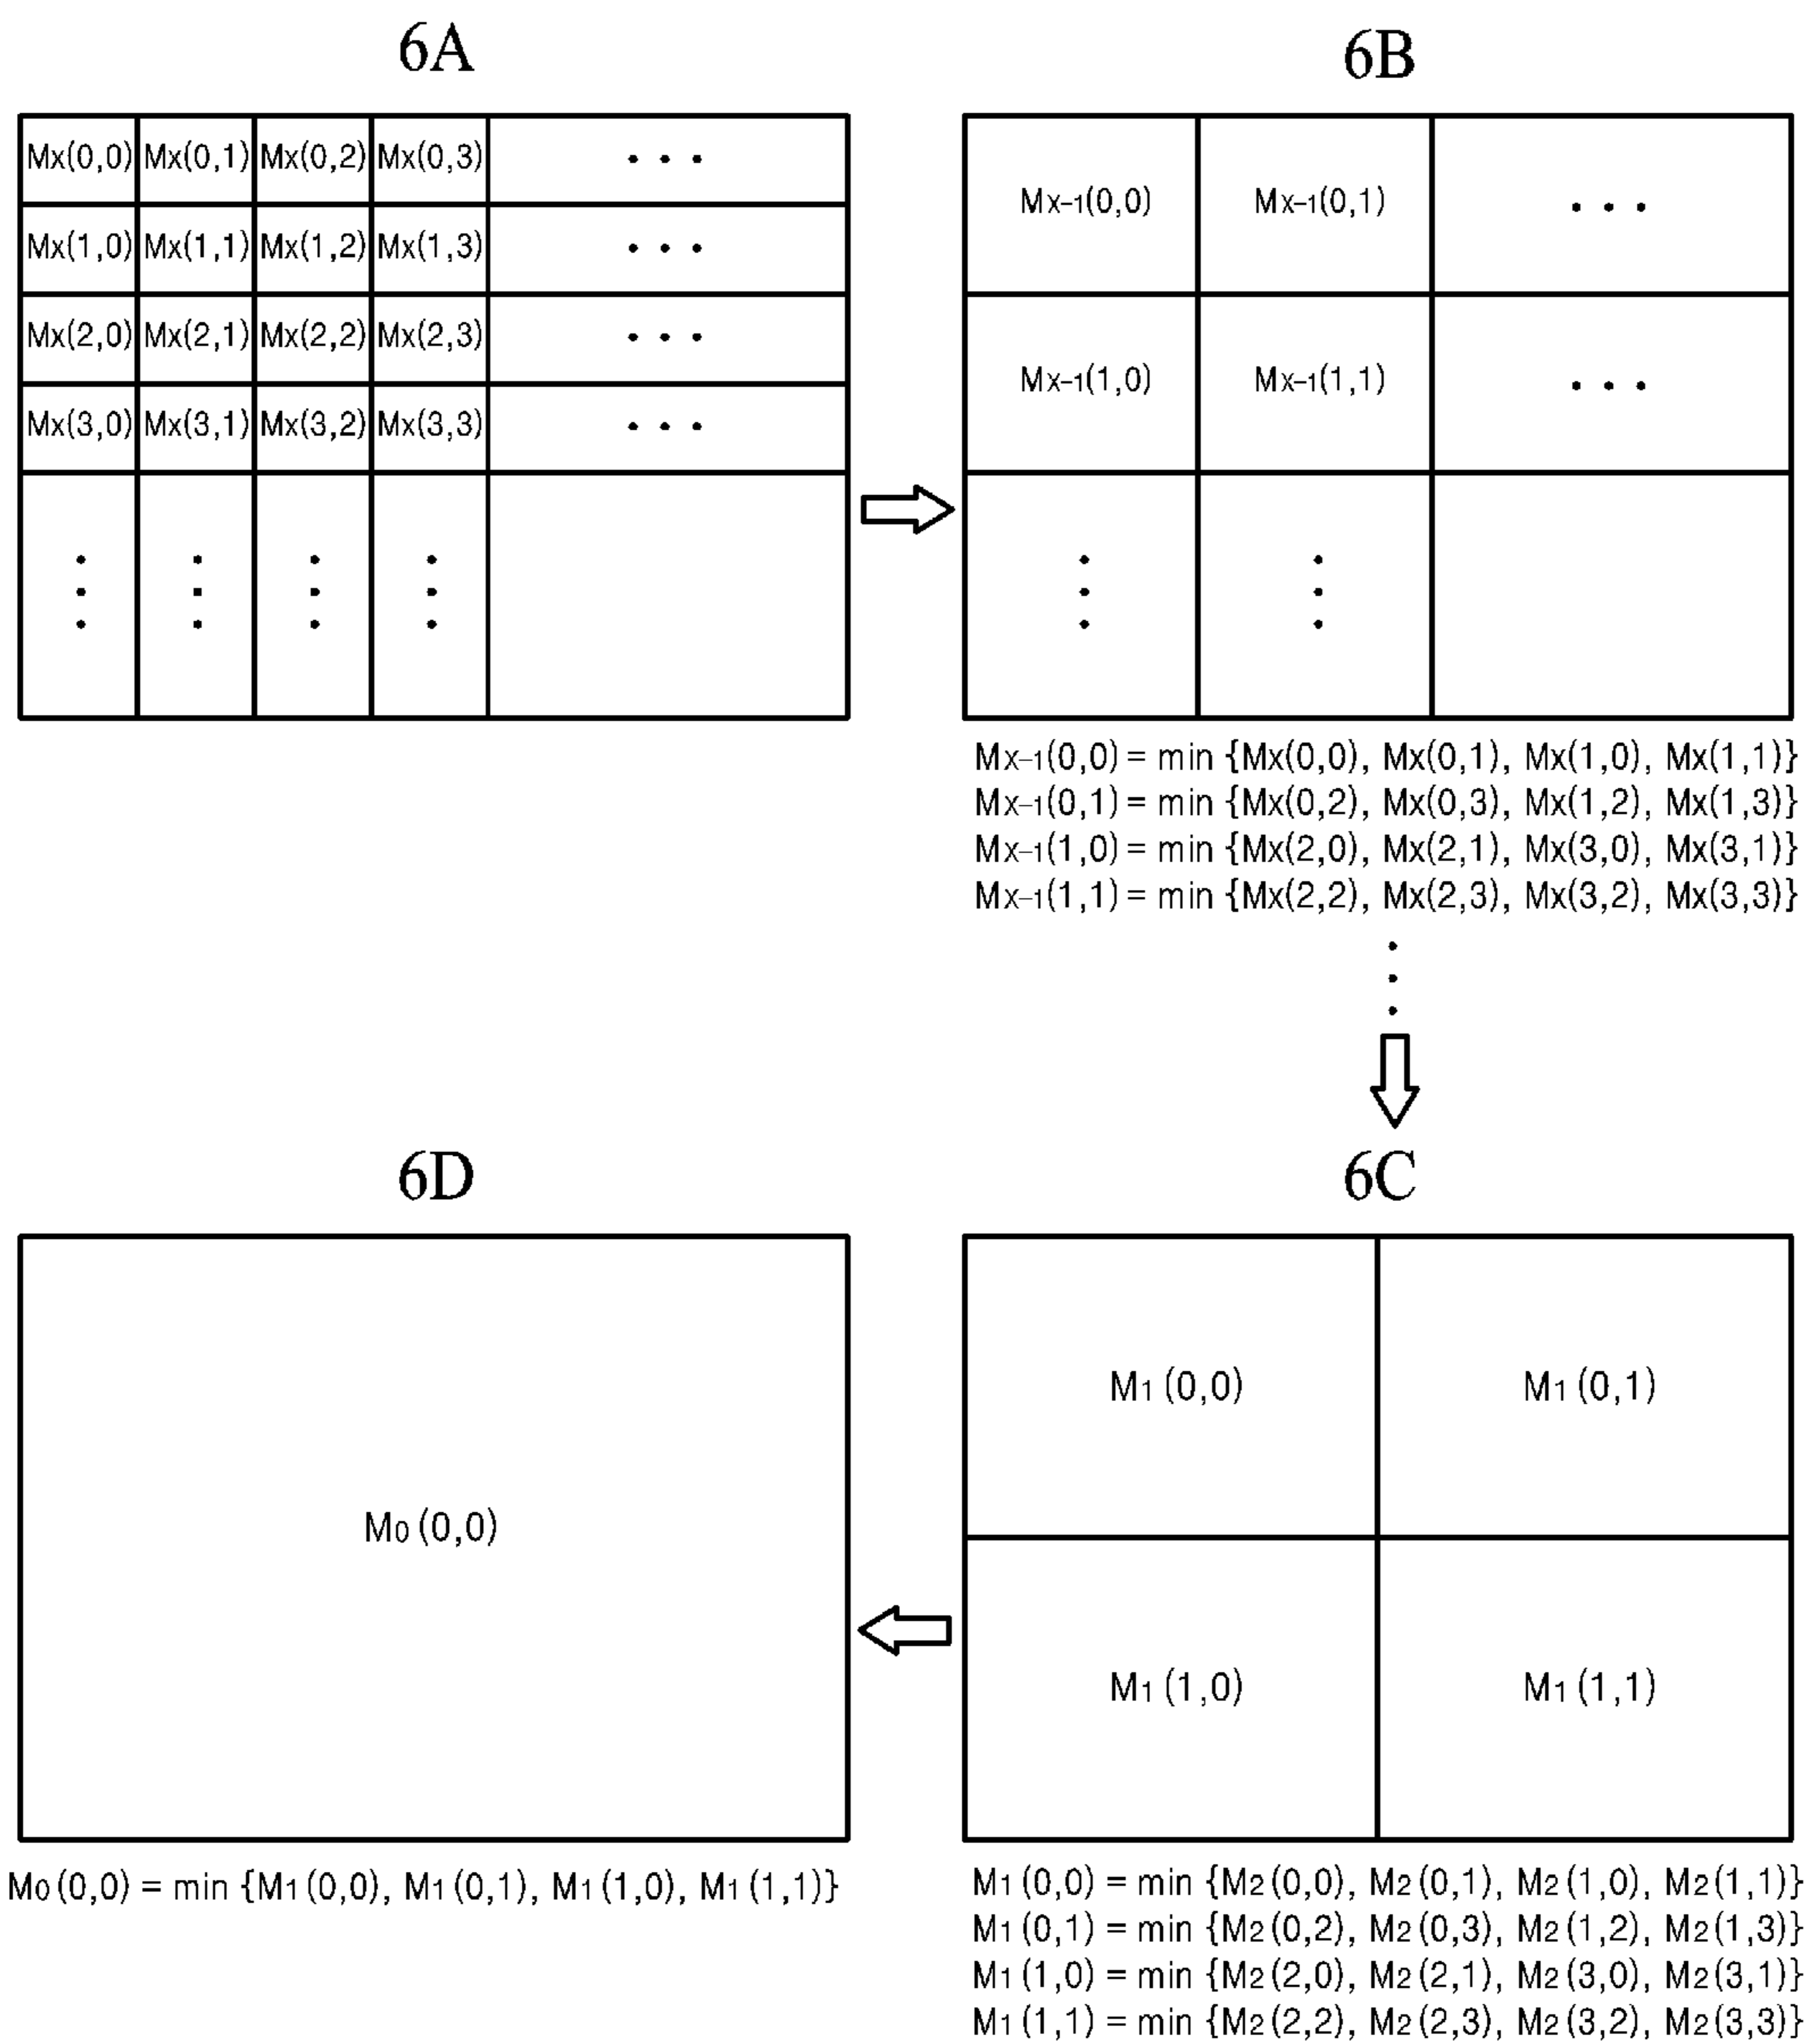 6A
Mx(0,0) Mx(0,1) Mx(0,2) Mx(0,3) • • •
Mx(1,0) Mx(1,1) Mx(1,2) Mx(1,3) • • •
Mx(2,0) Mx(2,1) Mx(2,2) Mx(2,3) • • •
Mx(3,0) Mx(3,1) Mx(3,2) Mx(3,3) • • •
6B
Mx-1(0,0) Mx-1(0,1) • • •
Mx-1(1,0) Mx-1(1,1) • • •
Mx-1(0,0) = min {Mx(0,0), Mx(0,1), Mx(1,0), Mx(1,1)}
Mx-1(0,1) = min {Mx(0,2), Mx(0,3), Mx(1,2), Mx(1,3)}
Mx-1(1,0) = min {Mx(2,0), Mx(2,1), Mx(3,0), Mx(3,1)}
Mx-1(1,1) = min {Mx(2,2), Mx(2,3), Mx(3,2), Mx(3,3)}
6C
M1 (0,0) M1 (0,1)
M1 (1,0) M1 (1,1)
M1 (0,0) = min {M2 (0,0), M2 (0,1), M2 (1,0), M2 (1,1)}
M1 (0,1) = min {M2 (0,2), M2 (0,3), M2 (1,2), M2 (1,3)}
M1 (1,0) = min {M2 (2,0), M2 (2,1), M2 (3,0), M2 (3,1)}
M1 (1,1) = min {M2 (2,2), M2 (2,3), M2 (3,2), M2 (3,3)}
6D
M0 (0,0)
M0 (0,0) = min {M1 (0,0), M1 (0,1), M1 (1,0), M1 (1,1)}